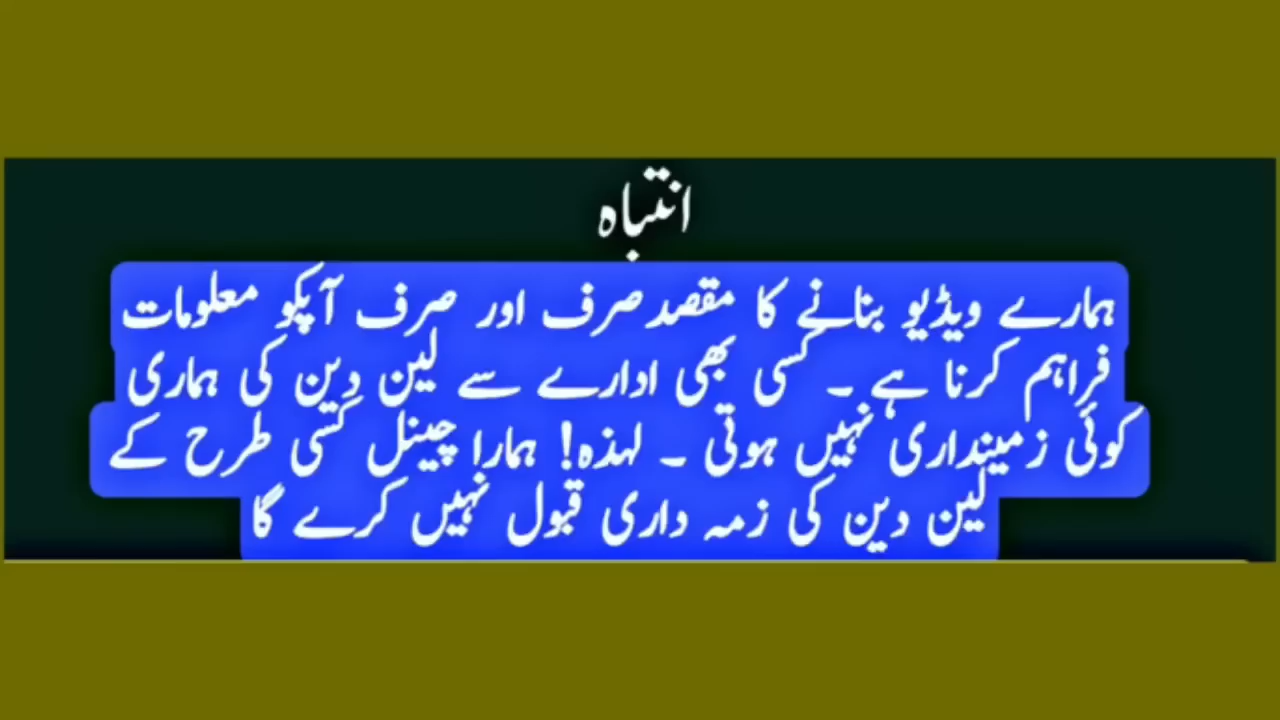 انتباہ
ہمارے ویڈیو بنانے کا مقصد صرف اور صرف آپکو معلومات
فراہم کرنا ہے ۔ کسی بھی ادارے سے لین دین کی ہماری
کوئی زمینداری نہیں ہوتی ۔ لہذہ! ہمارا چینل کسی طرح کے
لین دین کی زمہ داری قبول نہیں کرے گا